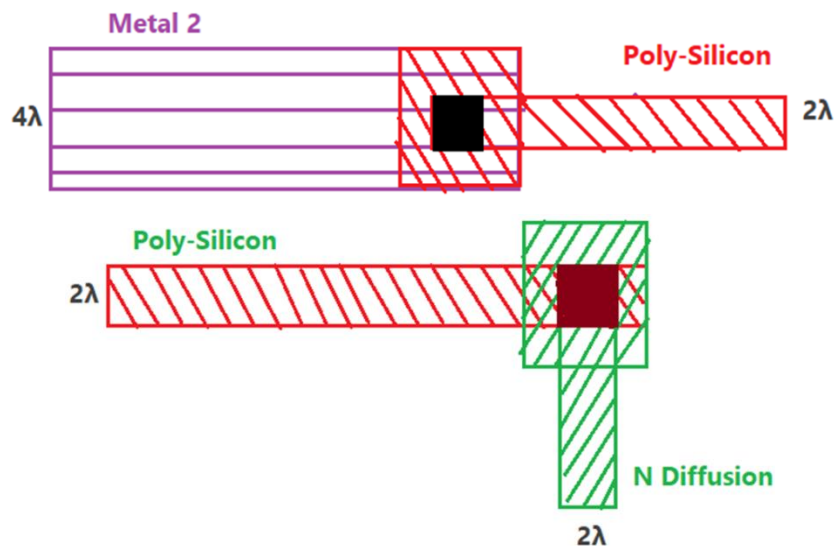 Metal 2
Poly-Silicon
4λ
2λ
Poly-Silicon
2λ
N Diffusion
2λ